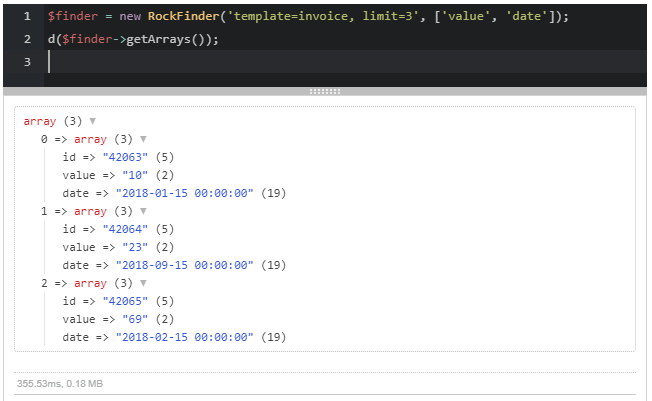 1 $finder = new RockFinder('template=invoice, limit=3', ['value', 'date']);
2 d($finder->getArrays());
3
array (3) ▼
0 => array (3) ▼
id => "42063" (5)
value => "10" (2)
date => "2018-01-15 00:00:00" (19)
1 => array (3) ▼
id => "42064" (5)
value => "23" (2)
date => "2018-09-15 00:00:00" (19)
2 => array (3) ▼
id => "42065" (5)
value => "69" (2)
date => "2018-02-15 00:00:00" (19)
355.53ms, 0.18 MB